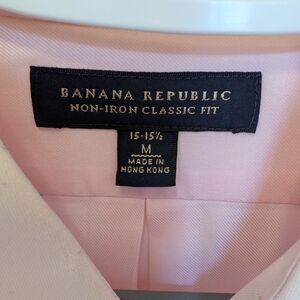 BANANA REPUBLIC
NON-IRON CLASSIC FIT
15-15½
M
MADE IN
HONG KONG